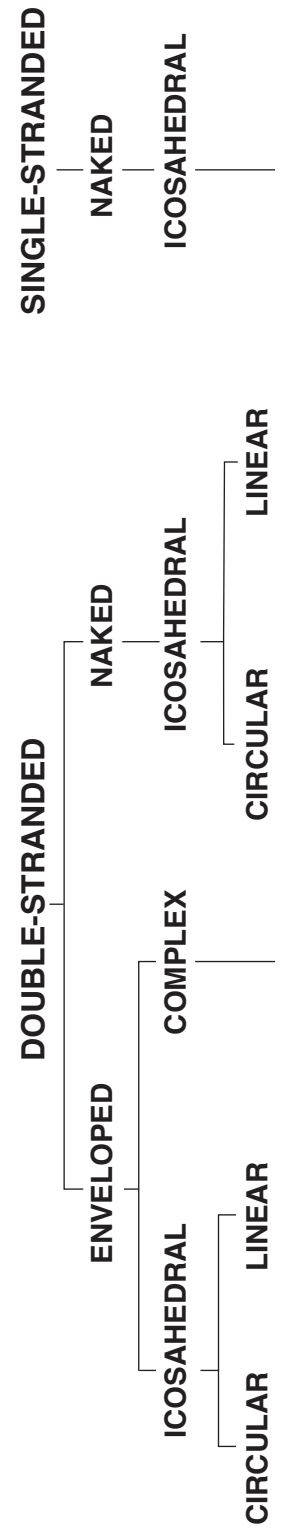 DOUBLE-STRANDED
SINGLE-STRANDED
ENVELOPED
NAKED
NAKED
ICOSAHEDRAL
COMPLEX
ICOSAHEDRAL
ICOSAHEDRAL
CIRCULAR
LINEAR
CIRCULAR
LINEAR